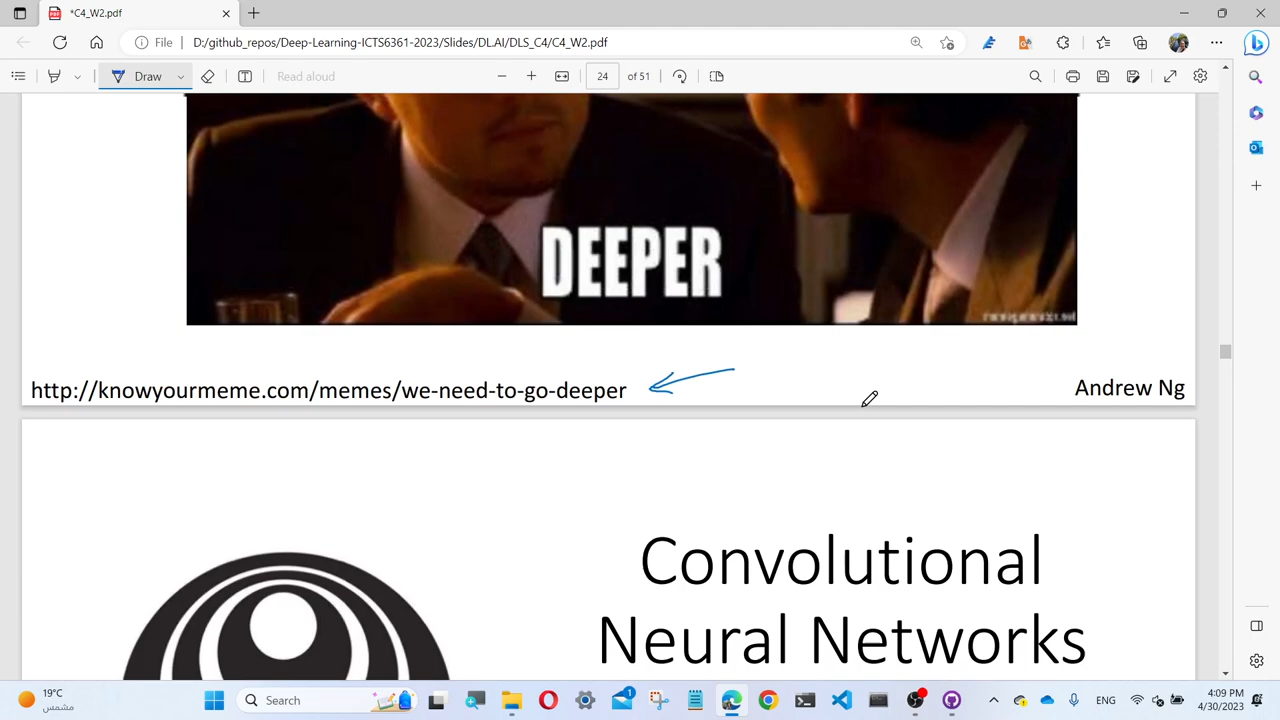 *C4_W2.pdf
File D:/github_repos/Deep-Learning-ICTS6361-2023/Slides/DL.AI/DLS_C4/C4_W2.pdf
Draw Read aloud 24 of 51
DEEPER
http://knowyourmeme.com/memes/we-need-to-go-deeper
Andrew Ng
Convolutional
Neural Networks
19°C
مشمس
Search
1
ENG
4:09 PM
4/30/2023